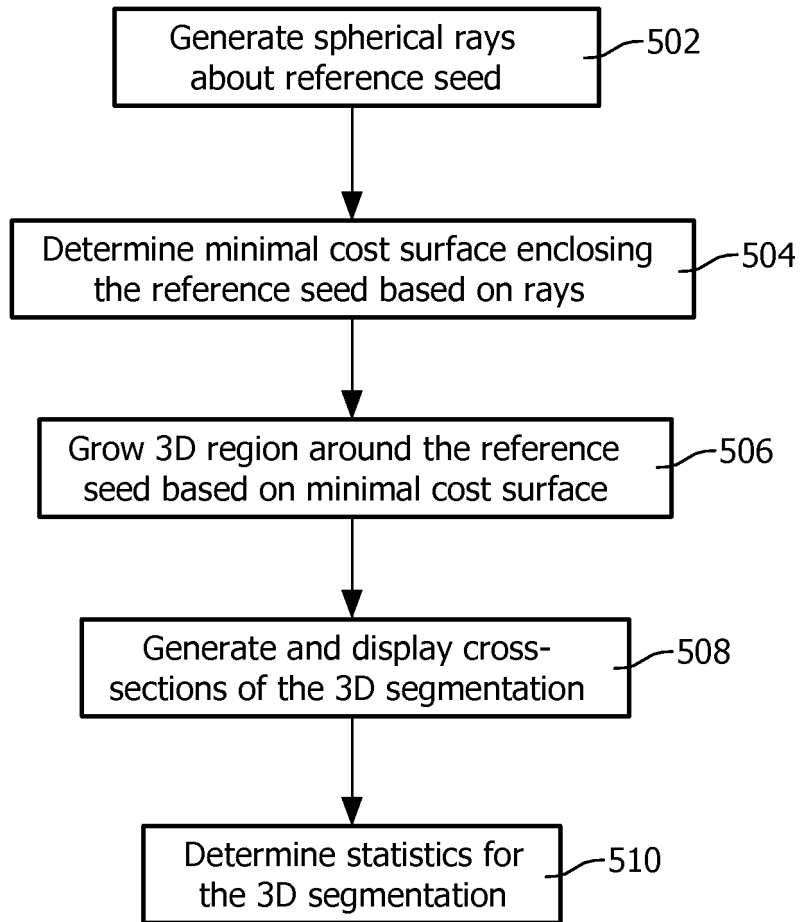 Generate spherical rays
about reference seed
502
Determine minimal cost surface enclosing
the reference seed based on rays
504
Grow 3D region around the reference
seed based on minimal cost surface
506
Generate and display cross-
sections of the 3D segmentation
508
Determine statistics for
the 3D segmentation
510